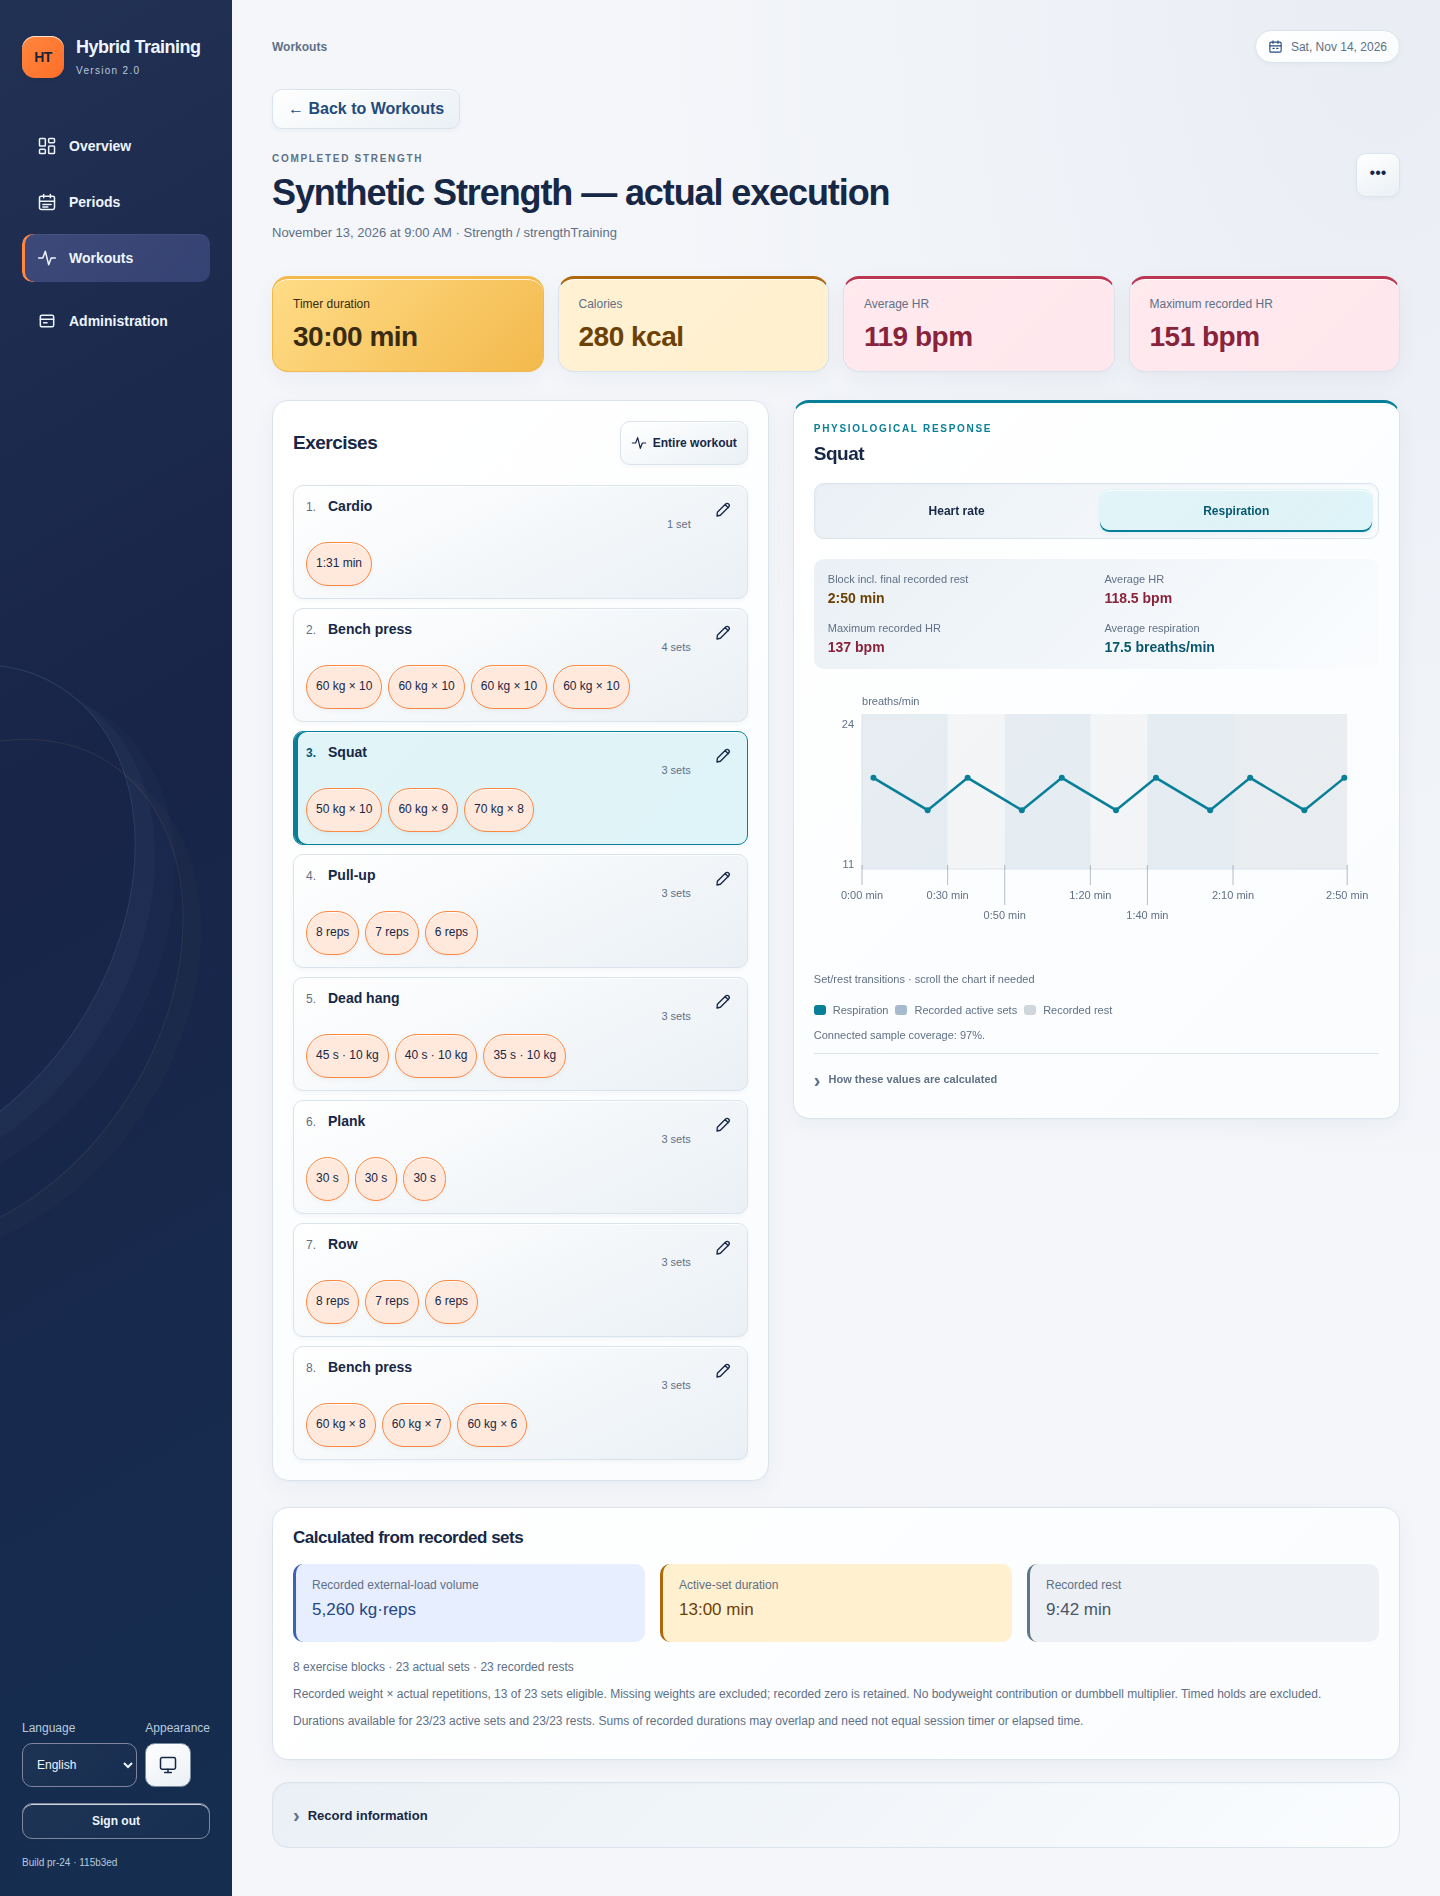 HT
Hybrid Training
Version 2.0
Overview
Periods
Workouts
Administration
Language
Appearance
English
Sign out
Build pr-24 · 115b3ed
Workouts
Sat, Nov 14, 2026
← Back to Workouts
COMPLETED STRENGTH
Synthetic Strength — actual execution
November 13, 2026 at 9:00 AM · Strength / strengthTraining
•••
Timer duration
30:00 min
Calories
280 kcal
Average HR
119 bpm
Maximum recorded HR
151 bpm
Exercises
Entire workout
1. Cardio
1 set
1:31 min
2. Bench press
4 sets
60 kg × 10 60 kg × 10 60 kg × 10 60 kg × 10
3. Squat
3 sets
50 kg × 10 60 kg × 9 70 kg × 8
4. Pull-up
3 sets
8 reps 7 reps 6 reps
5. Dead hang
3 sets
45 s · 10 kg 40 s · 10 kg 35 s · 10 kg
6. Plank
3 sets
30 s 30 s 30 s
7. Row
3 sets
8 reps 7 reps 6 reps
8. Bench press
3 sets
60 kg × 8 60 kg × 7 60 kg × 6
PHYSIOLOGICAL RESPONSE
Squat
Heart rate Respiration
Block incl. final recorded rest
2:50 min
Average HR
118.5 bpm
Maximum recorded HR
137 bpm
Average respiration
17.5 breaths/min
breaths/min
24
11
0:00 min 0:30 min 1:20 min 2:10 min 2:50 min
0:50 min 1:40 min
Set/rest transitions · scroll the chart if needed
Respiration Recorded active sets Recorded rest
Connected sample coverage: 97%.
› How these values are calculated
Calculated from recorded sets
Recorded external-load volume
5,260 kg·reps
Active-set duration
13:00 min
Recorded rest
9:42 min
8 exercise blocks · 23 actual sets · 23 recorded rests
Recorded weight × actual repetitions, 13 of 23 sets eligible. Missing weights are excluded; recorded zero is retained. No bodyweight contribution or dumbbell multiplier. Timed holds are excluded.
Durations available for 23/23 active sets and 23/23 rests. Sums of recorded durations may overlap and need not equal session timer or elapsed time.
› Record information